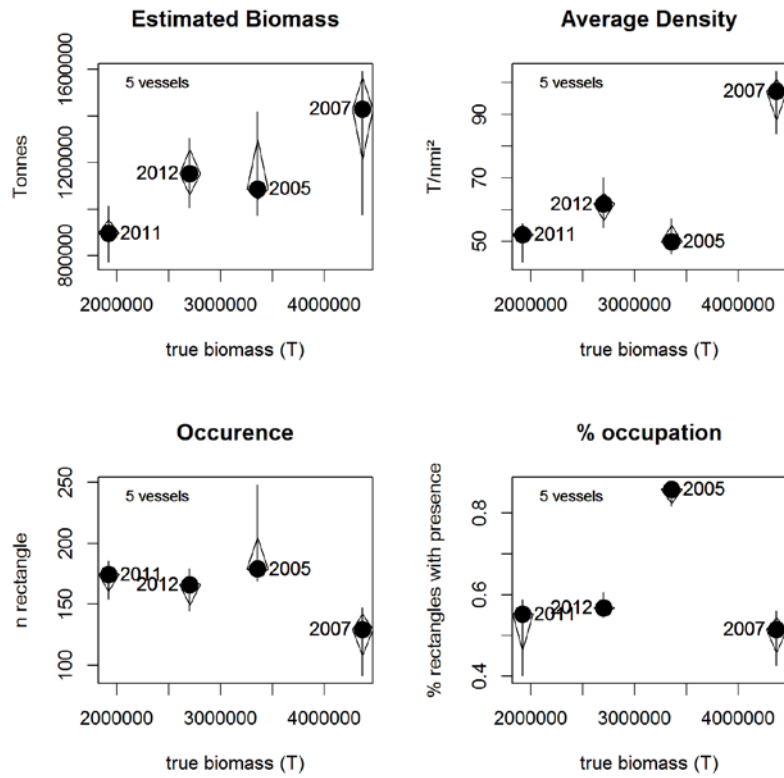 Estimated Biomass
Tonnes
800000
1200000
1600000
5 vessels
2011
2012
2005
2007
2000000 3000000 4000000
true biomass (T)
Average Density
T/nmi²
50
70
90
5 vessels
2011
2012
2005
2007
2000000 3000000 4000000
true biomass (T)
Occurence
n rectangle
100
150
200
250
5 vessels
2011
2012
2005
2007
2000000 3000000 4000000
true biomass (T)
% occupation
% rectangles with presence
0.4
0.6
0.8
5 vessels
2011
2012
2005
2007
2000000 3000000 4000000
true biomass (T)